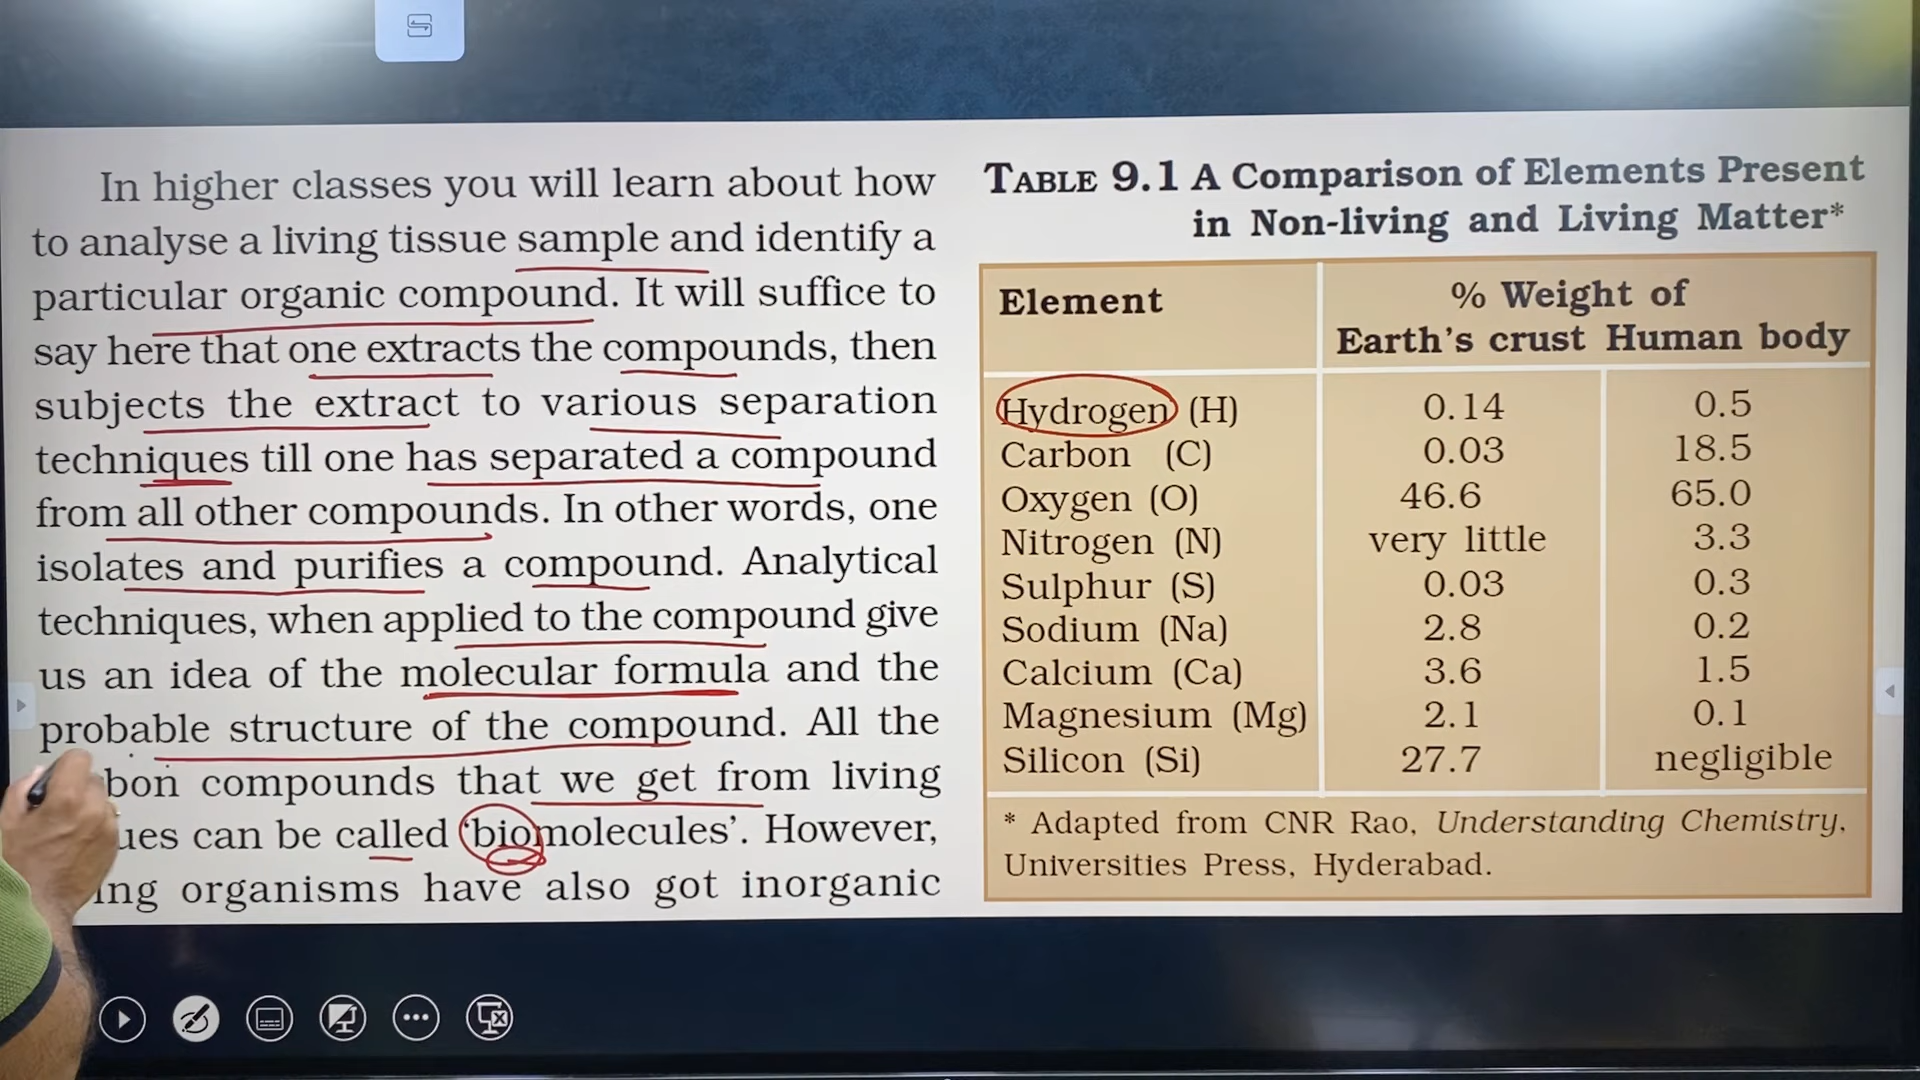 In higher classes you will learn about how
to analyse a living tissue sample and identify a
particular organic compound. It will suffice to
say here that one extracts the compounds, then
subjects the extract to various separation
techniques till one has separated a compound
from all other compounds. In other words, one
isolates and purifies a compound. Analytical
techniques, when applied to the compound give
us an idea of the molecular formula and the
probable structure of the compound. All the
bon compounds that we get from living
ues can be called ‘biomolecules’. However,
ing organisms have also got inorganic
TABLE 9.1 A Comparison of Elements Present
in Non-living and Living Matter*
Element % Weight of
Earth’s crust Human body
Hydrogen (H) 0.14 0.5
Carbon (C) 0.03 18.5
Oxygen (O) 46.6 65.0
Nitrogen (N) very little 3.3
Sulphur (S) 0.03 0.3
Sodium (Na) 2.8 0.2
Calcium (Ca) 3.6 1.5
Magnesium (Mg) 2.1 0.1
Silicon (Si) 27.7 negligible
* Adapted from CNR Rao, Understanding Chemistry,
Universities Press, Hyderabad.